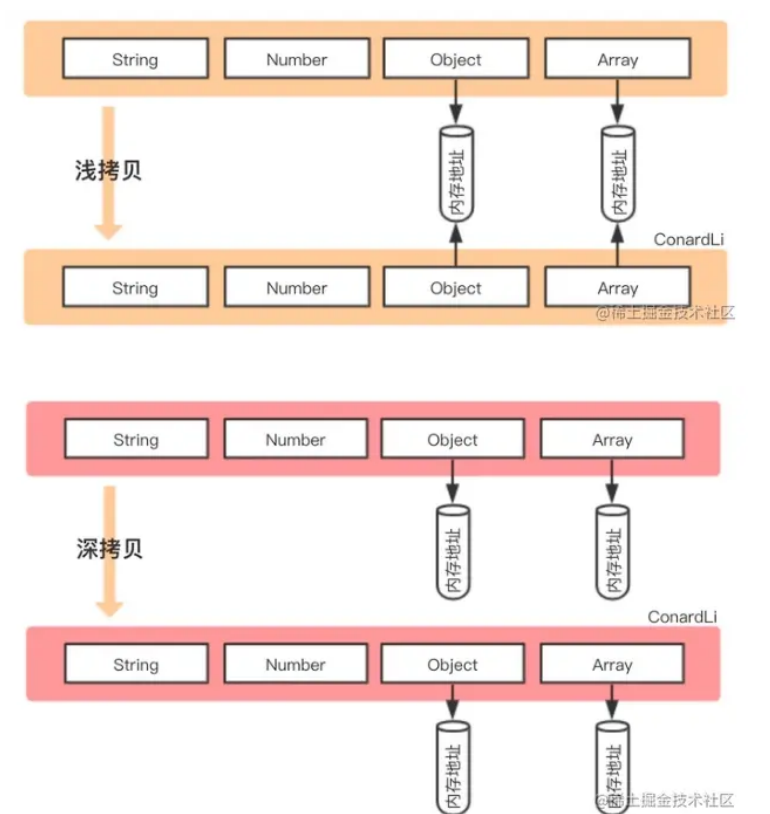 String Number Object Array
浅拷贝
内存地址 内存地址
ConardLi
String Number Object Array
@稀土掘金技术社区
String Number Object Array
深拷贝
内存地址 内存地址
ConardLi
String Number Object Array
内存地址 内存地址
@稀土掘金技术社区